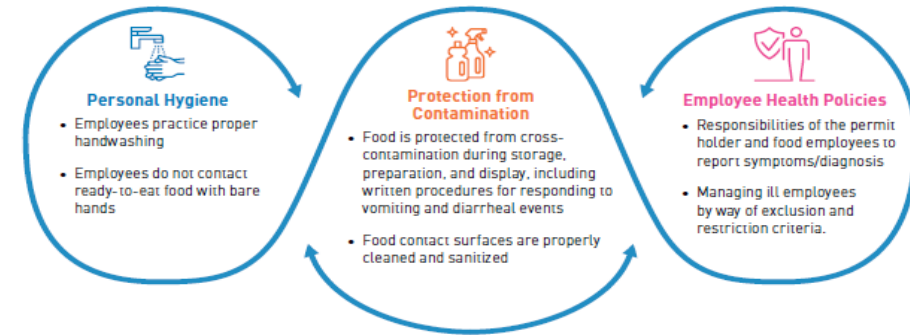 Personal Hygiene
• Employees practice proper
handwashing
• Employees do not contact
ready-to-eat food with bare
hands
Protection from
Contamination
• Food is protected from cross-
contamination during storage,
preparation, and display, including
written procedures for responding to
vomiting and diarrheal events
• Food contact surfaces are properly
cleaned and sanitized
Employee Health Policies
• Responsibilities of the permit
holder and food employees to
report symptoms/diagnosis
• Managing ill employees
by way of exclusion and
restriction criteria.